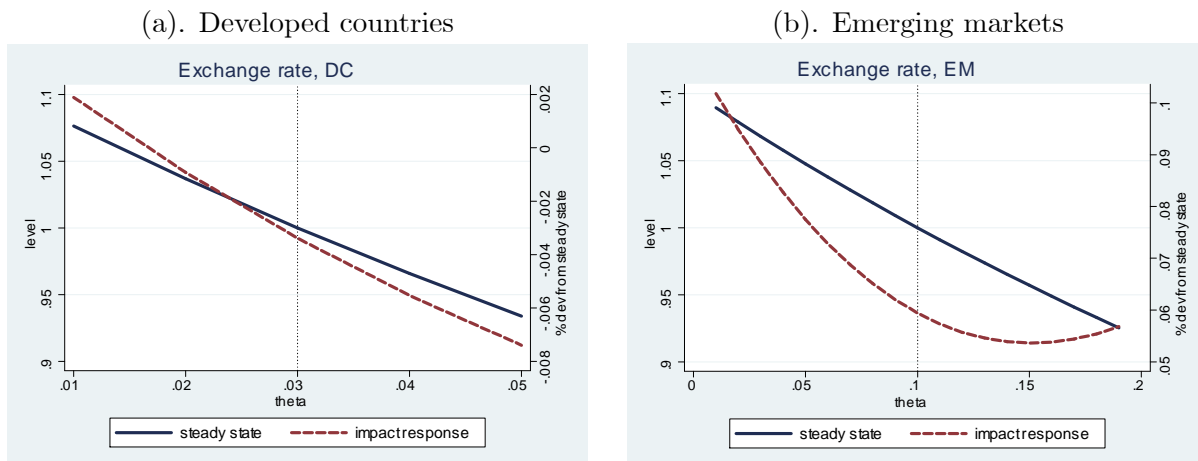 (a). Developed countries
Exchange rate, DC
level
.9
.95
1
1.05
1.1
%dev from steady state
-.008
-.006
-.004
-.002
0
.002
.01
.02
.03
.04
.05
theta
steady state
impact response
(b). Emerging markets
Exchange rate, EM
level
.9
.95
1
1.05
1.1
%dev from steady state
.05
.06
.07
.08
.09
.1
0
.05
.1
.15
.2
theta
steady state
impact response